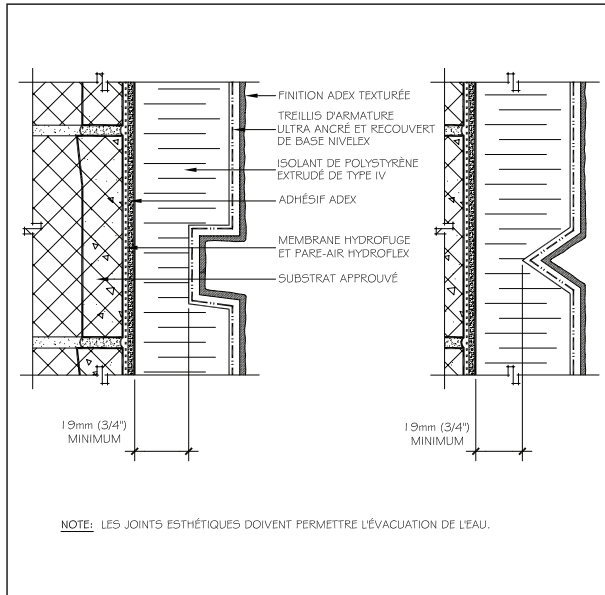 FINITION ADEX TEXTURÉE
TREILLIS D'ARMATURE
ULTRA ANCRÉ ET RECOUVERT
DE BASE NIVELEX
ISOLANT DE POLYSTYRÈNE
EXTRUDÉ DE TYPE IV
ADHÉSIF ADEX
MEMBRANE HYDROFUGE
ET PARE-AIR HYDROFLEX
SUBSTRAT APPROUVÉ
19mm (3/4")
MINIMUM
19mm (3/4")
MINIMUM
NOTE: LES JOINTS ESTHÉTIQUES DOIVENT PERMETTRE L'ÉVACUATION DE L'EAU.